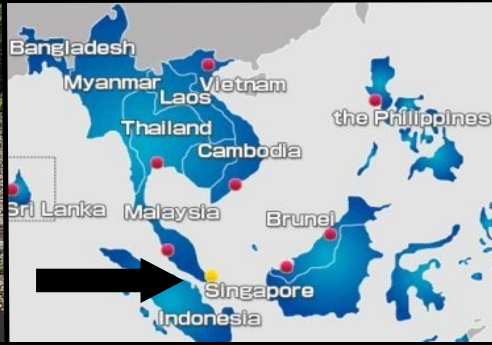 Bangladesh
Myanmar
Vietnam
Laos
Thailand
the Philippines
Cambodia
Sri Lanka
Malaysia
Brunei
Singapore
Indonesia